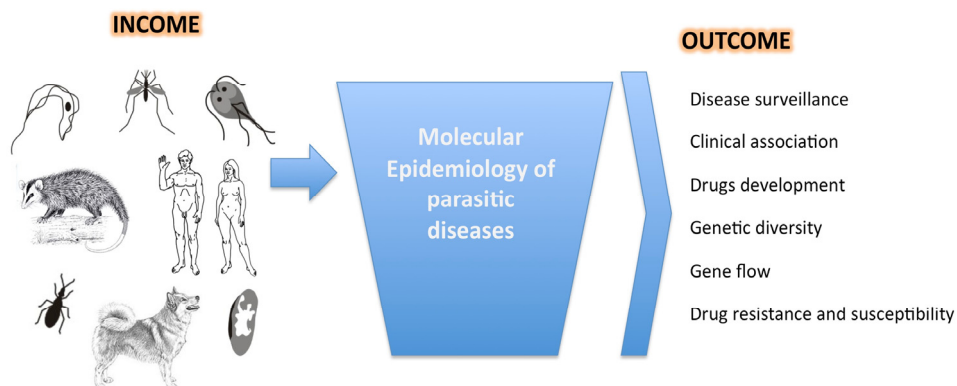 INCOME
OUTCOME
Molecular
Epidemiology of
parasitic
diseases
Disease surveillance
Clinical association
Drugs development
Genetic diversity
Gene flow
Drug resistance and susceptibility